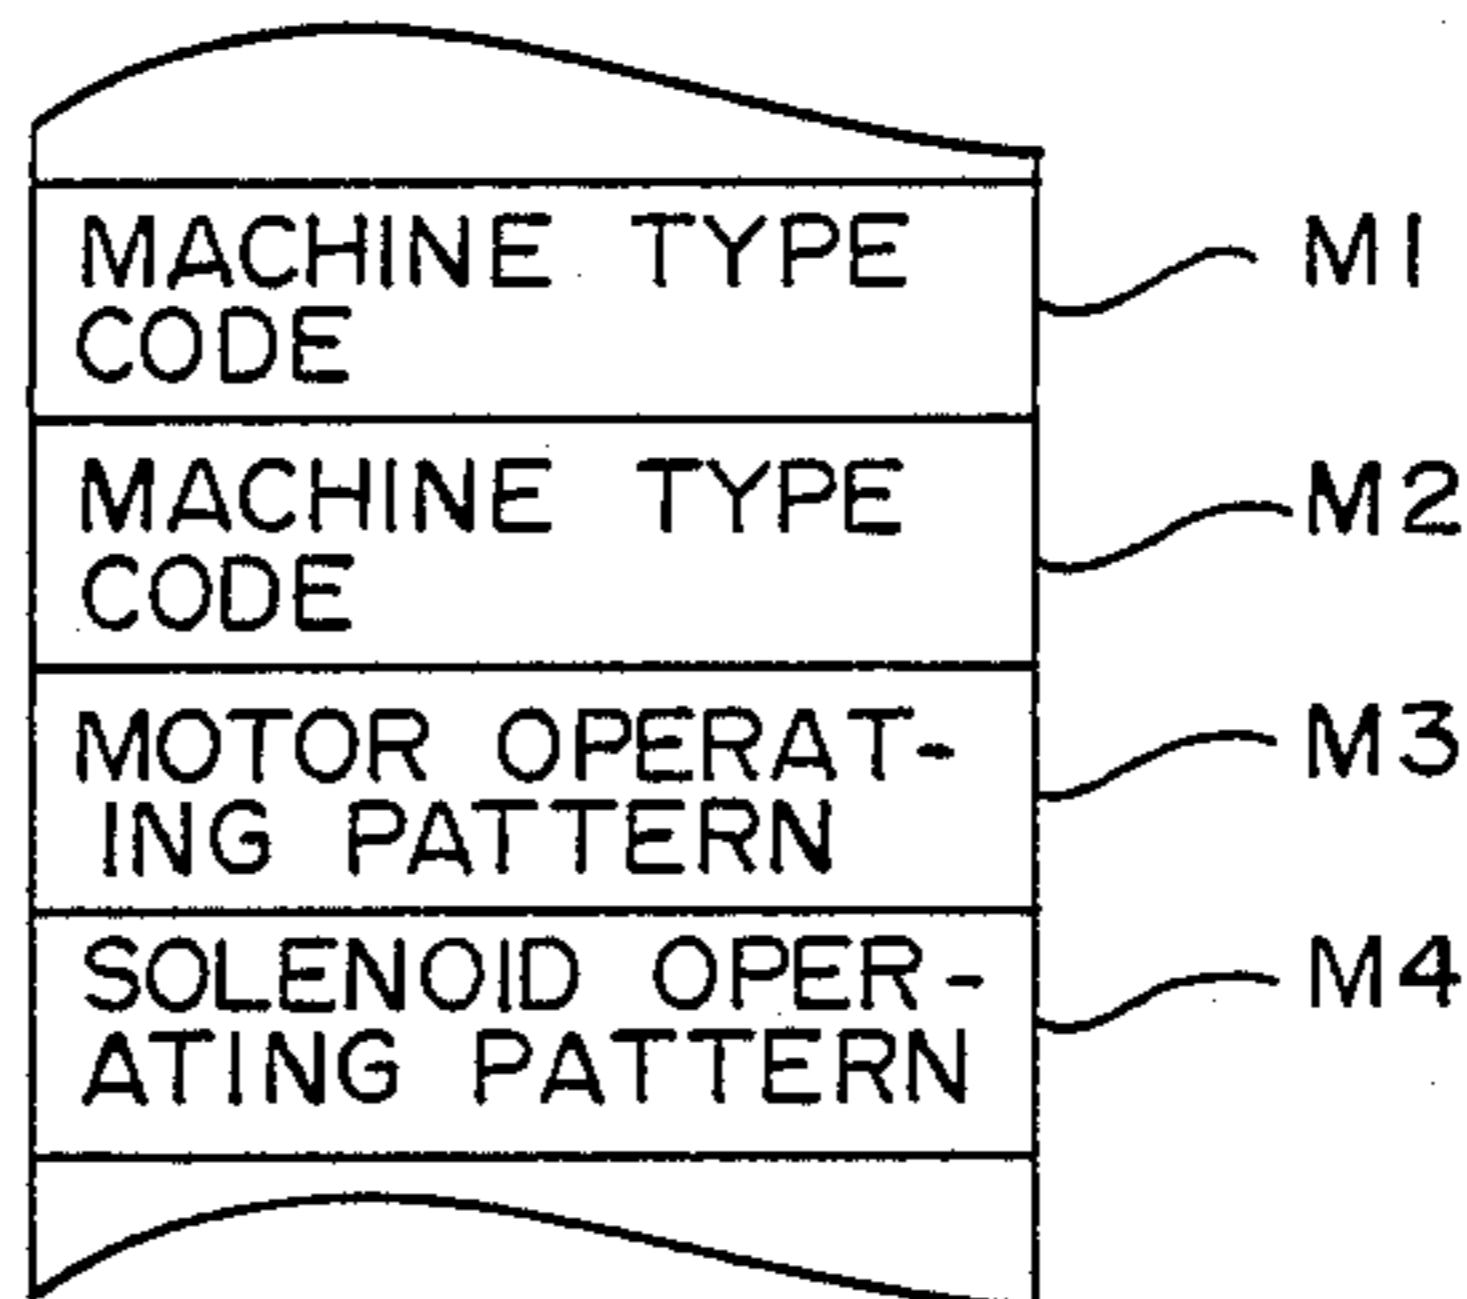 MACHINE TYPE M1
CODE
MACHINE TYPE M2
CODE
MOTOR OPERAT- M3
ING PATTERN
SOLENOID OPER- M4
ATING PATTERN